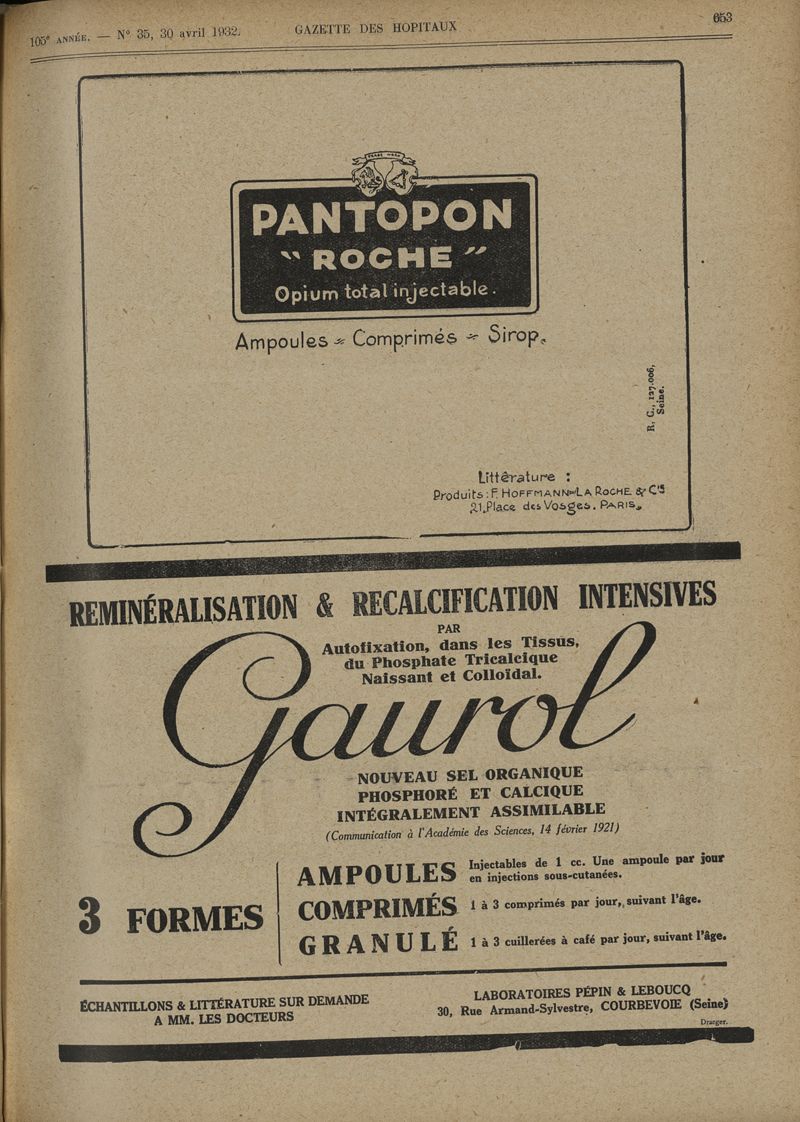 105e ANNÉE. — N° 35, 30 avril 1932.
GAZETTE DES HOPITAUX
653
PANTOPON
"ROCHE"
Opium total injectable.
Ampoules - Comprimés - Sirop.
R. C., 127.006,
Seine.
Littérature :
Produits : F. HOFFMANN-LA ROCHE & Cie
21, Place des Vosges. PARIS.
REMINÉRALISATION & RECALCIFICATION INTENSIVES
PAR
Autofixation, dans les Tissus,
du Phosphate Tricalcique
Naissant et Colloïdal.
Gaurol
NOUVEAU SEL ORGANIQUE
PHOSPHORÉ ET CALCIQUE
INTÉGRALEMENT ASSIMILABLE
(Communication à l'Académie des Sciences, 14 février 1921)
3 FORMES
AMPOULES Injectables de 1 cc. Une ampoule par jour
en injections sous-cutanées.
COMPRIMÉS 1 à 3 comprimés par jour, suivant l'âge.
GRANULÉ 1 à 3 cuillerées à café par jour, suivant l'âge.
ÉCHANTILLONS & LITTÉRATURE SUR DEMANDE
A MM. LES DOCTEURS
LABORATOIRES PÉPIN & LEBOUCQ
30, Rue Armand-Sylvestre, COURBEVOIE (Seine)
Draeger.